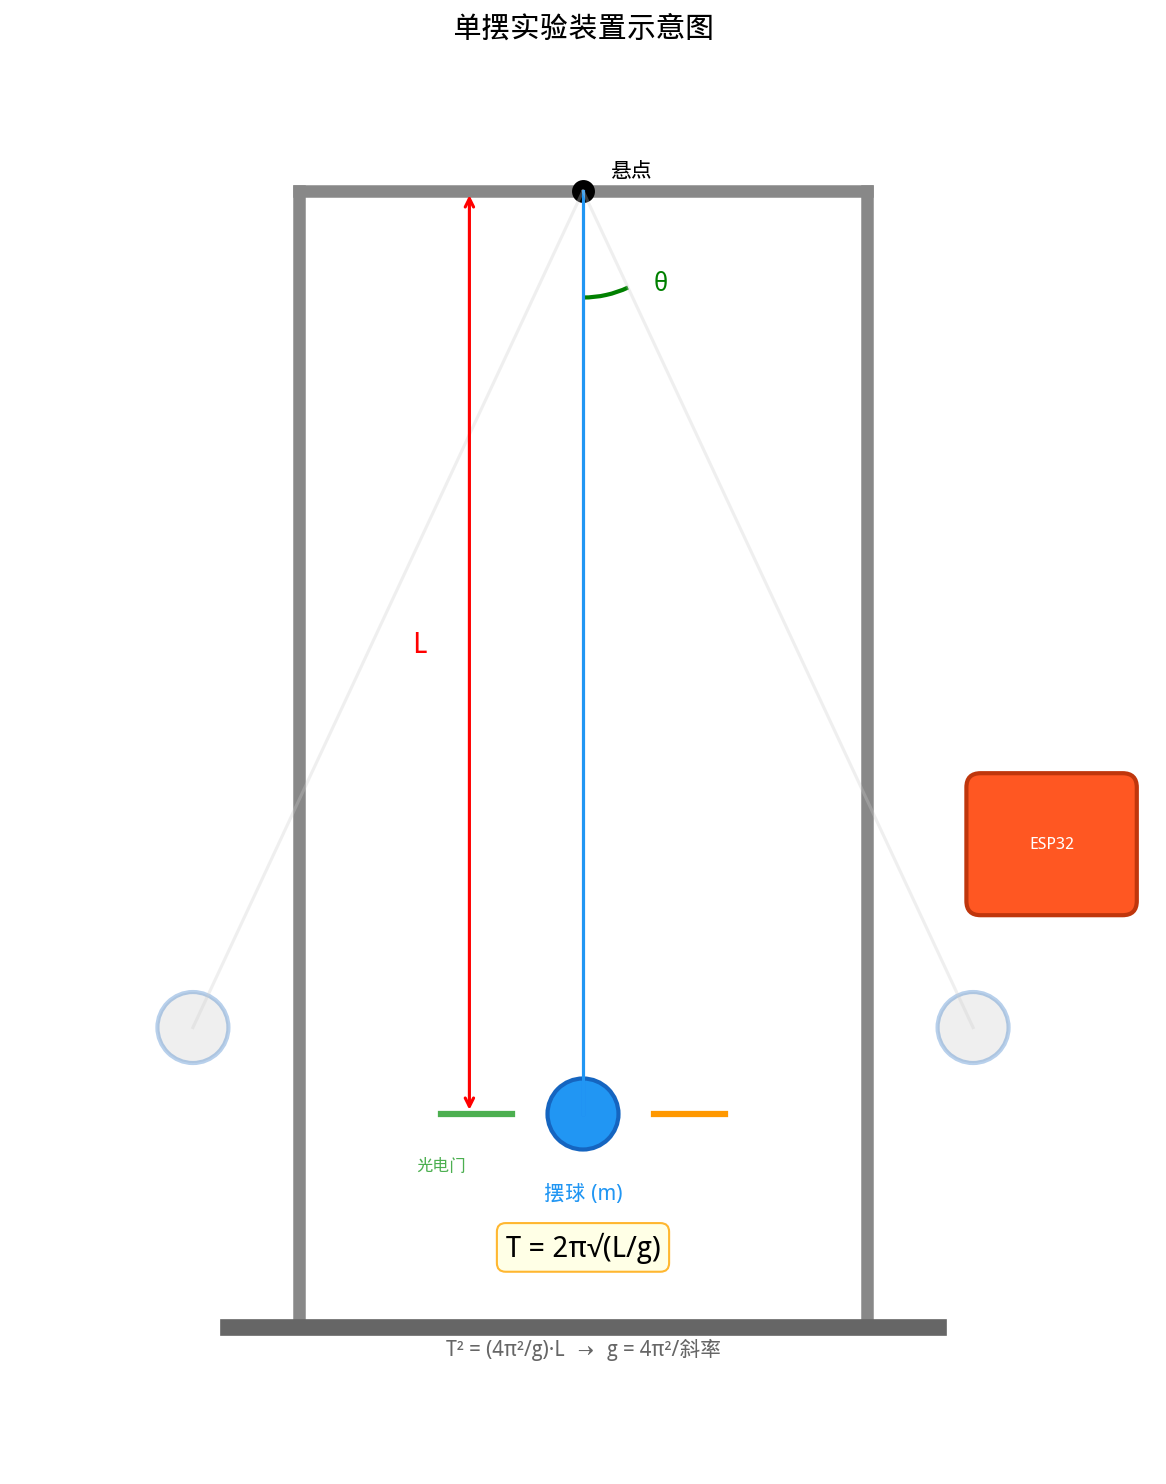 单摆实验装置示意图
悬点
θ
L
ESP32
光电门
摆球 (m)
T = 2π√(L/g)
T² = (4π²/g)·L → g = 4π²/斜率